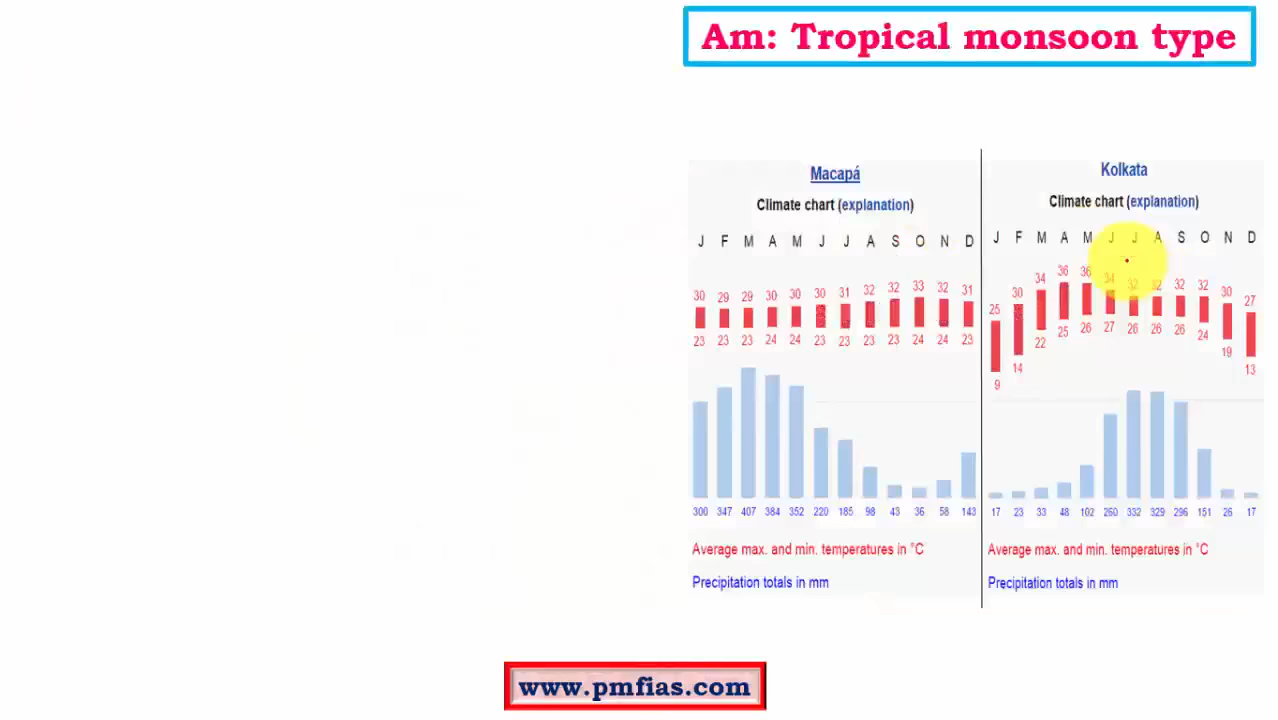 Am: Tropical monsoon type
Macapá
Climate chart (explanation)
J F M A M J J A S O N D
30 29 29 30 30 30 31 32 32 33 32 31
23 23 23 24 24 23 23 23 23 24 24 23
300 347 407 384 352 220 185 98 43 36 58 143
Average max. and min. temperatures in °C
Precipitation totals in mm
Kolkata
Climate chart (explanation)
J F M A M J J A S O N D
25 30 34 36 36 34 32 32 32 32 30 27
9 14 22 25 26 27 26 26 26 24 19 13
17 23 33 48 102 260 332 329 296 151 26 17
Average max. and min. temperatures in °C
Precipitation totals in mm
www.pmfias.com